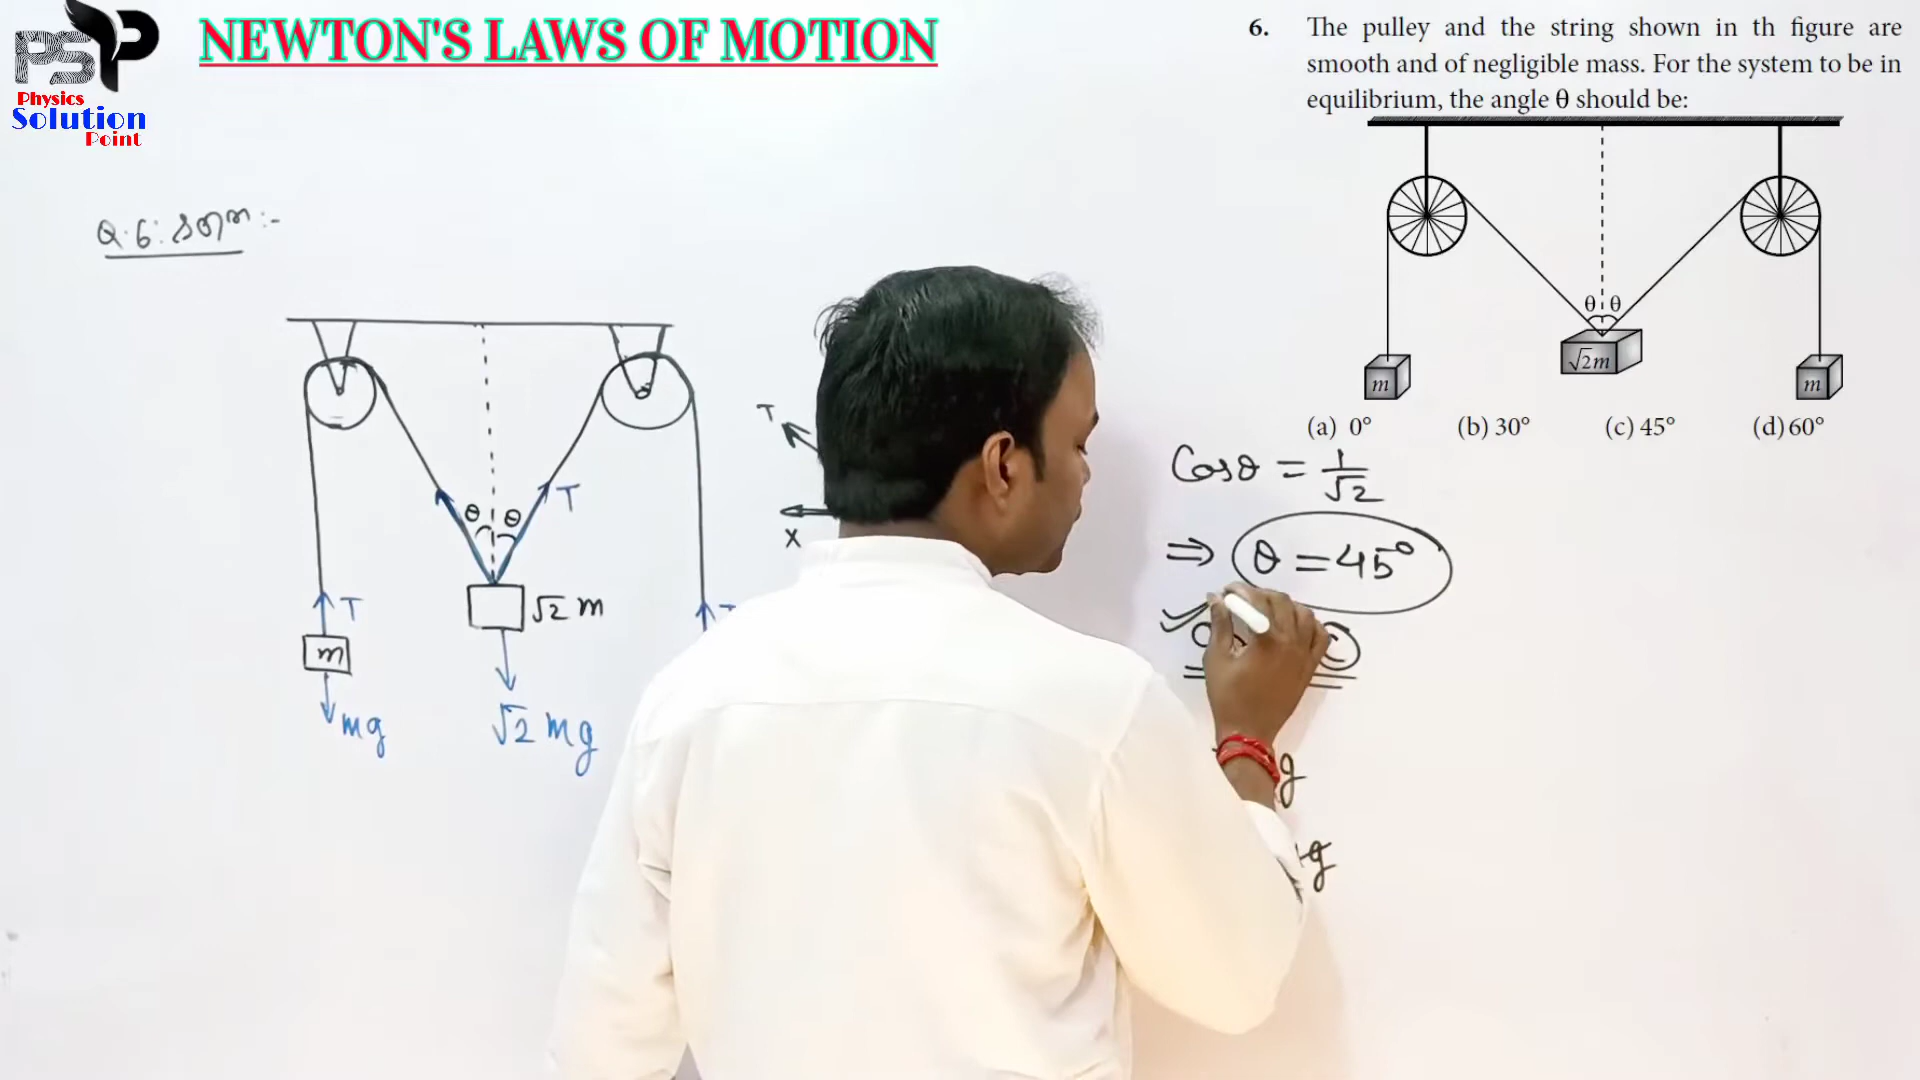 PSP
Physics
Solution
Point
NEWTON'S LAWS OF MOTION
6. The pulley and the string shown in th figure are
smooth and of negligible mass. For the system to be in
equilibrium, the angle θ should be:
θ θ
√2m
m
m
(a) 0° (b) 30° (c) 45° (d) 60°
Q.6: Solⁿ:-
θ θ
T
T
m
√2 m
mg
√2 mg
T
X
Cosθ = 1/√2
⇒ θ = 45°
C
g
g